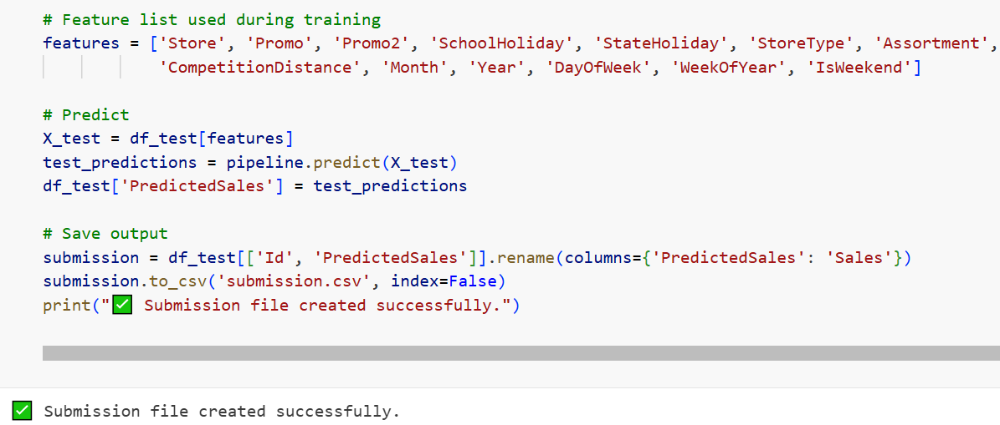 # Feature list used during training
features = ['Store', 'Promo', 'Promo2', 'SchoolHoliday', 'StateHoliday', 'StoreType', 'Assortment',
'CompetitionDistance', 'Month', 'Year', 'DayOfWeek', 'WeekOfYear', 'IsWeekend']
# Predict
X_test = df_test[features]
test_predictions = pipeline.predict(X_test)
df_test['PredictedSales'] = test_predictions
# Save output
submission = df_test[['Id', 'PredictedSales']].rename(columns={'PredictedSales': 'Sales'})
submission.to_csv('submission.csv', index=False)
print("✅ Submission file created successfully.")
✅ Submission file created successfully.